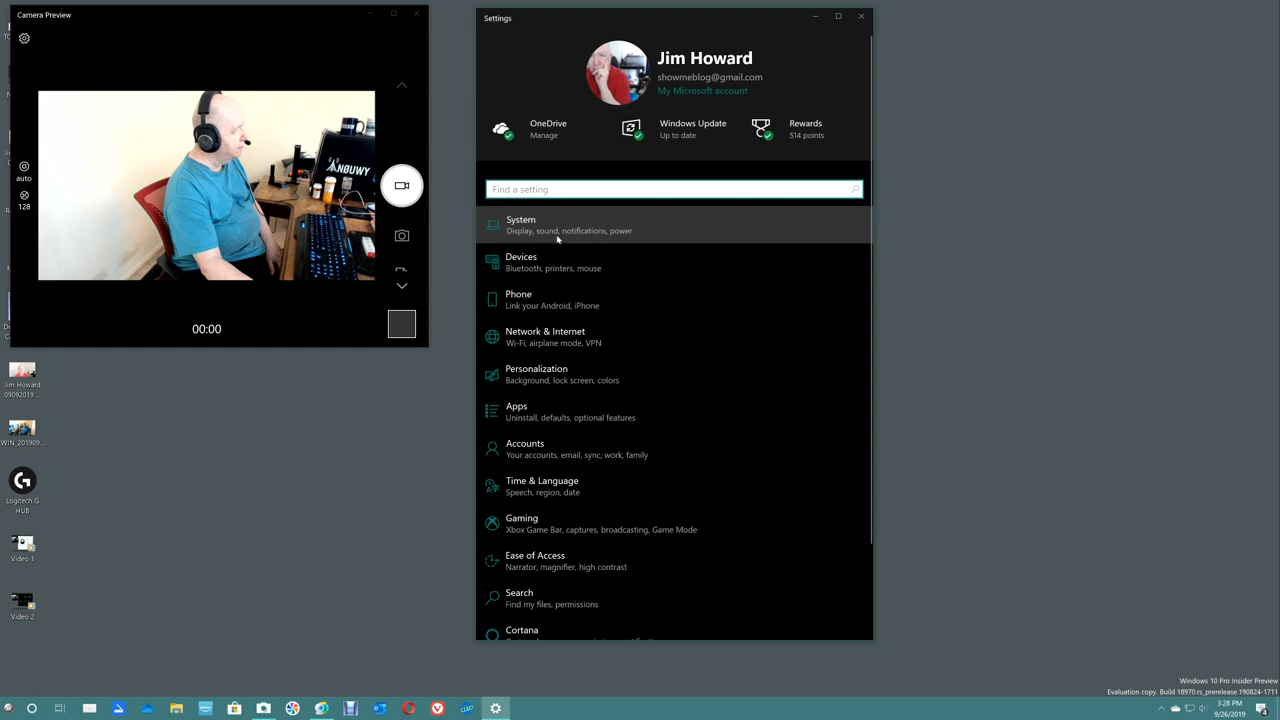 Camera Preview
auto
128
00:00
NØUWY
Jim Howard
09092019 ...
WIN_201909...
Logitech G
HUB
Video 1
Video 2
Settings
Jim Howard
showmeblog@gmail.com
My Microsoft account
OneDrive
Manage
Windows Update
Up to date
Rewards
514 points
Find a setting
System
Display, sound, notifications, power
Devices
Bluetooth, printers, mouse
Phone
Link your Android, iPhone
Network & Internet
Wi-Fi, airplane mode, VPN
Personalization
Background, lock screen, colors
Apps
Uninstall, defaults, optional features
Accounts
Your accounts, email, sync, work, family
Time & Language
Speech, region, date
Gaming
Xbox Game Bar, captures, broadcasting, Game Mode
Ease of Access
Narrator, magnifier, high contrast
Search
Find my files, permissions
Cortana
Windows 10 Pro Insider Preview
Evaluation copy. Build 18970.rs_prerelease.190824-1711
3:28 PM
9/26/2019
4